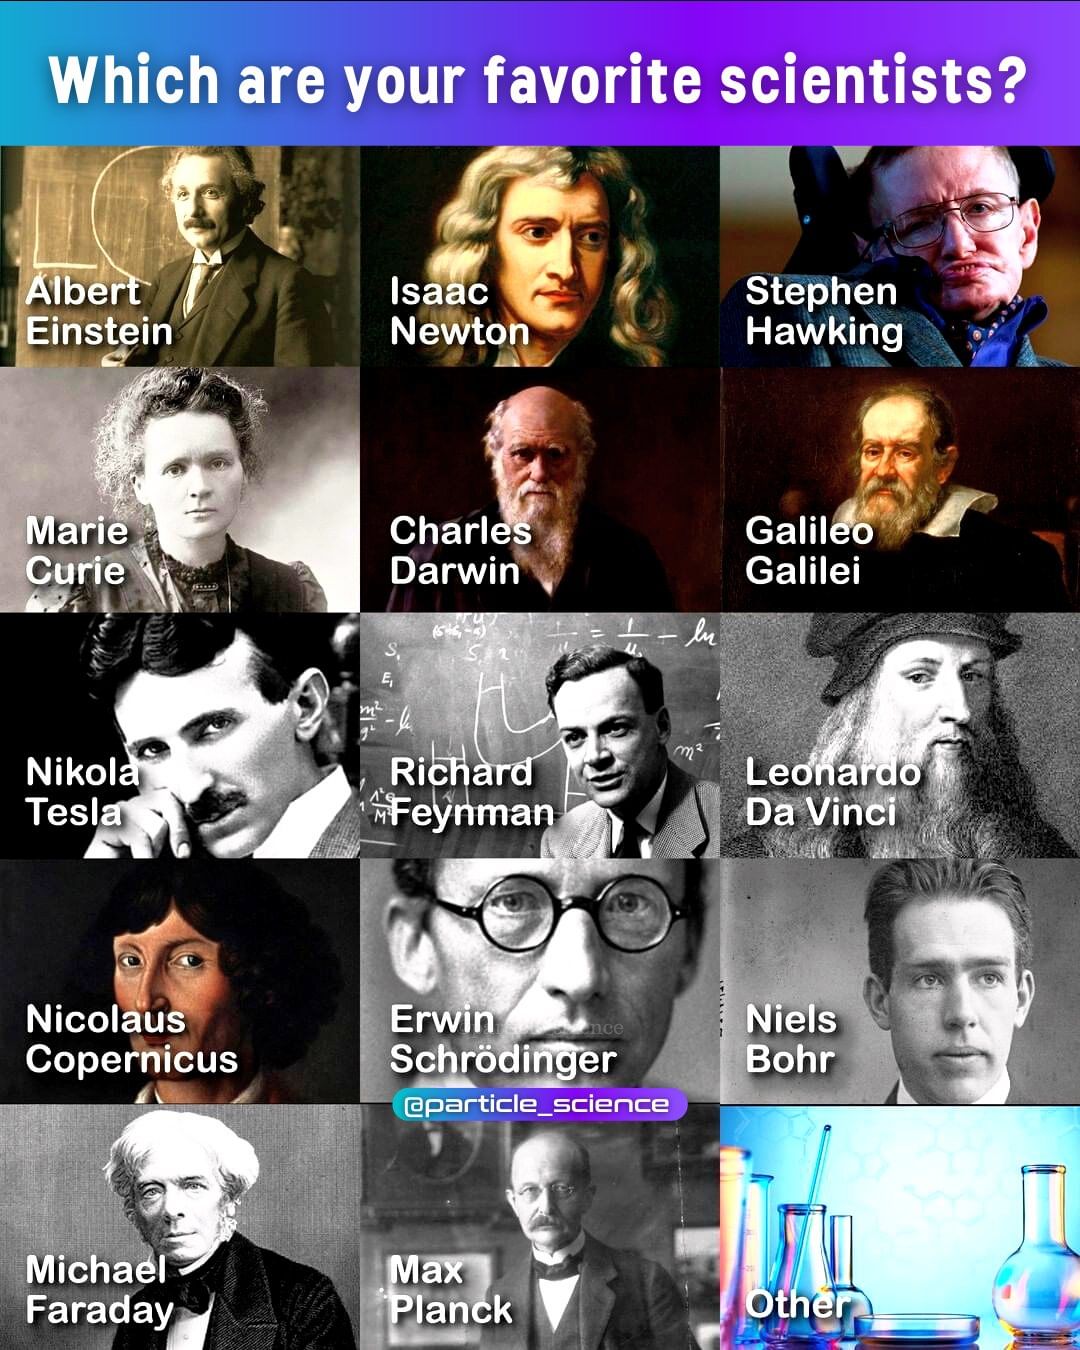 Which are your favorite scientists?
Albert
Einstein
Isaac
Newton
Stephen
Hawking
Marie
Curie
Charles
Darwin
Galileo
Galilei
Nikola
Tesla
Richard
Feynman
Leonardo
Da Vinci
Nicolaus
Copernicus
Erwin
Schrödinger
Niels
Bohr
@particle_science
Michael
Faraday
Max
Planck
Other